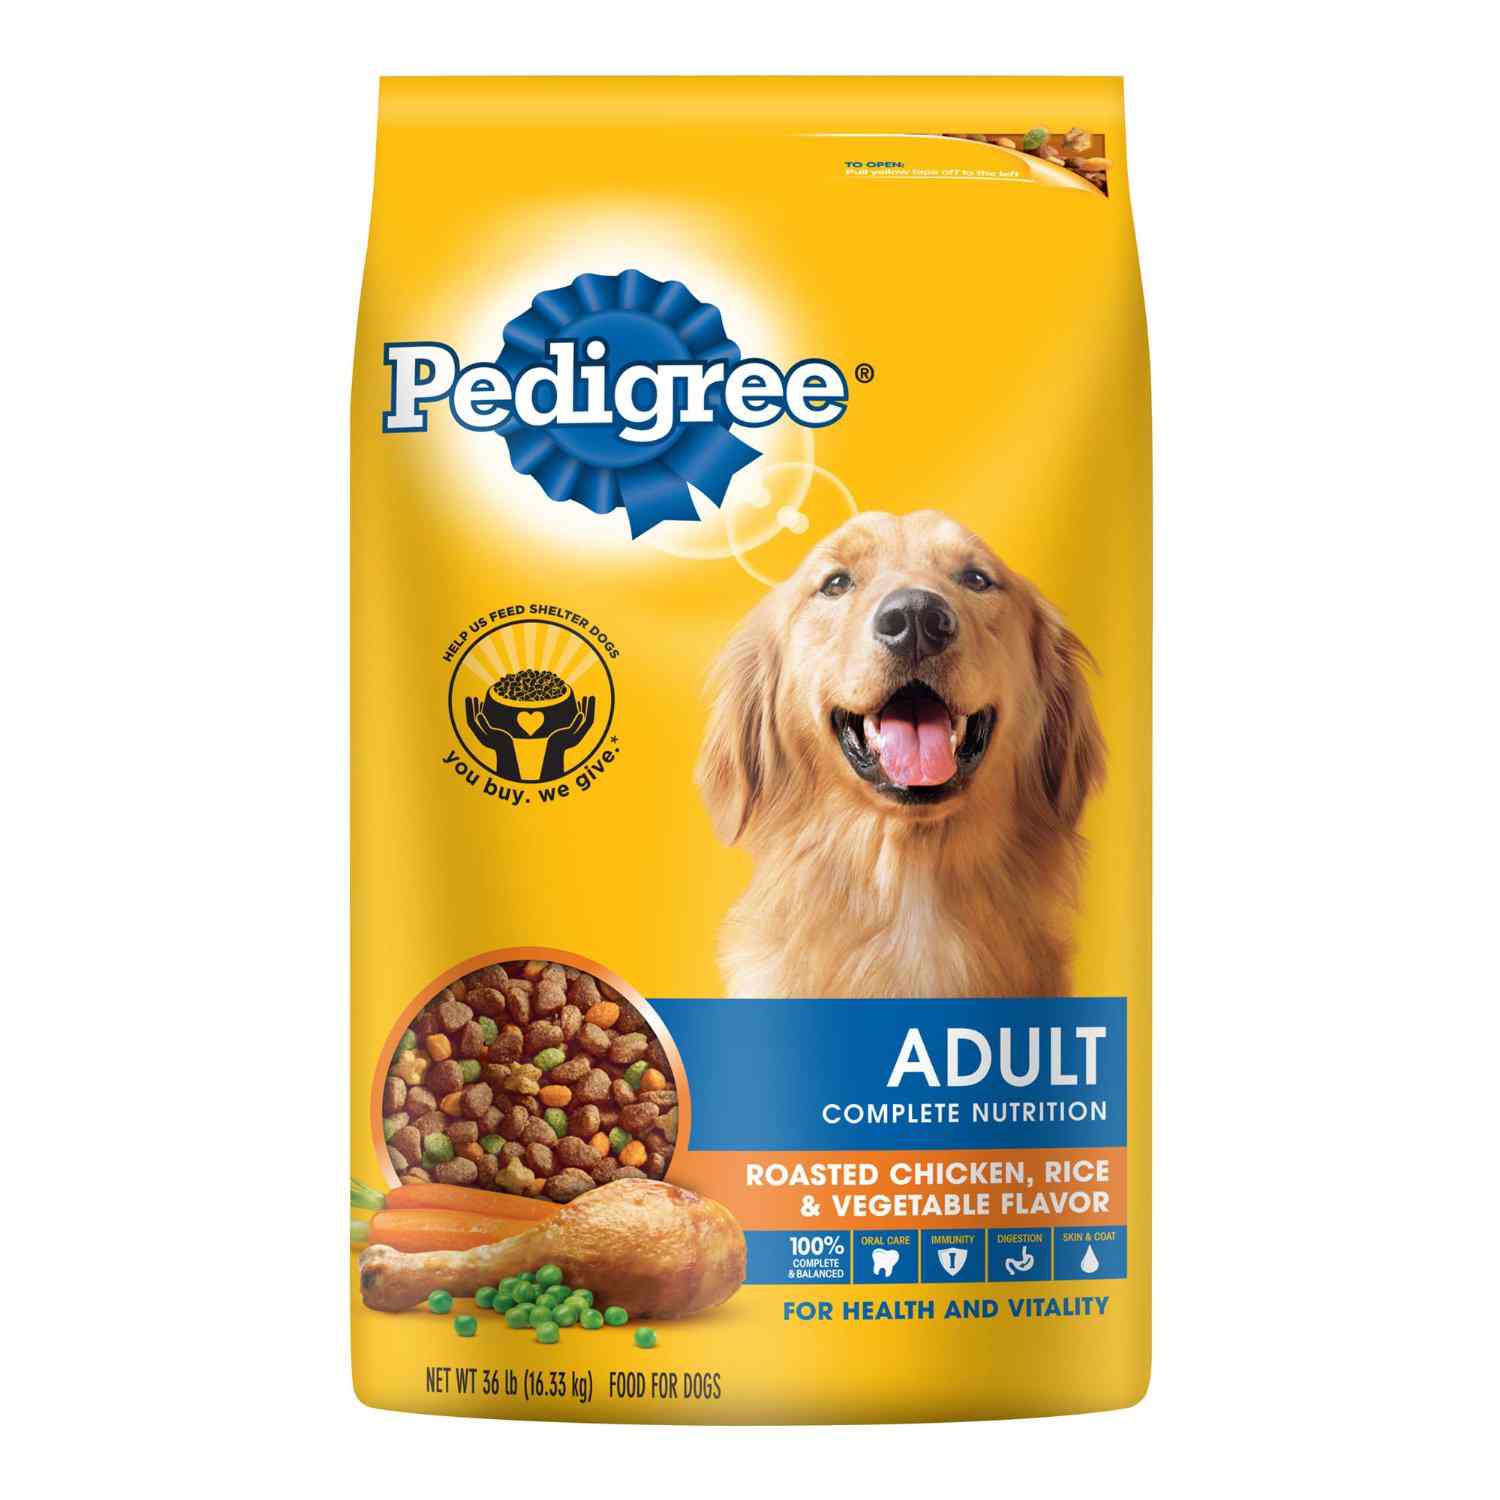 TO OPEN:
Pull yellow tape off to the left
Pedigree®
HELP US FEED SHELTER DOGS
you buy. we give.*
ADULT
COMPLETE NUTRITION
ROASTED CHICKEN, RICE
& VEGETABLE FLAVOR
100%
COMPLETE
& BALANCED
ORAL CARE
IMMUNITY
I
DIGESTION
SKIN & COAT
FOR HEALTH AND VITALITY
NET WT 36 lb (16.33 kg) FOOD FOR DOGS